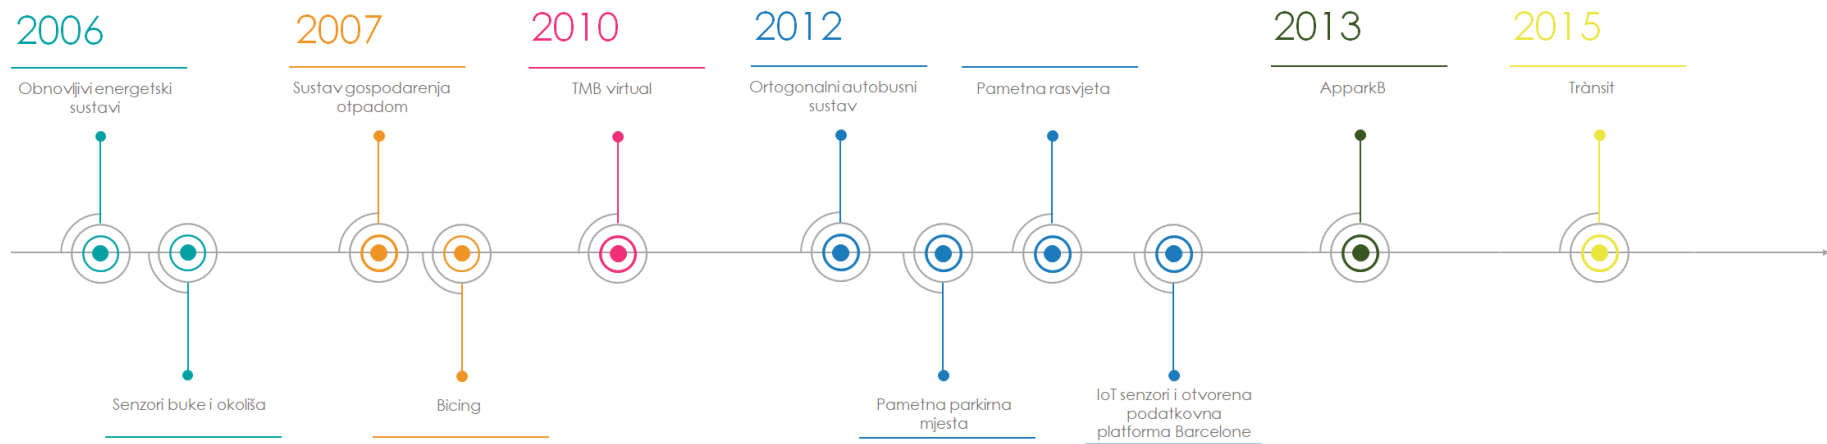 2006
2007
2010
2012
2013
2015
Obnovljivi energetski
sustavi
Sustav gospodarenja
otpadom
TMB virtual
Ortogonalni autobusni
sustav
Pametna rasvjeta
ApparkB
Trànsit
Senzori buke i okoliša
Bicing
Pametna parkirna
mjesta
IoT senzori i otvorena
podatkovna
platforma Barcelone